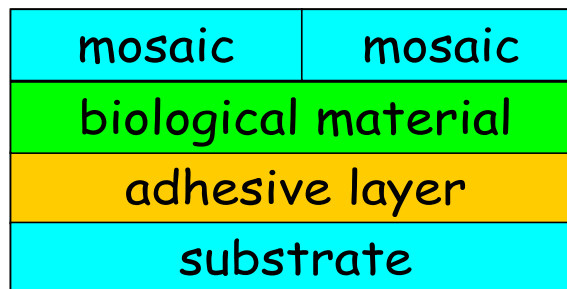 mosaic mosaic
biological material
adhesive layer
substrate